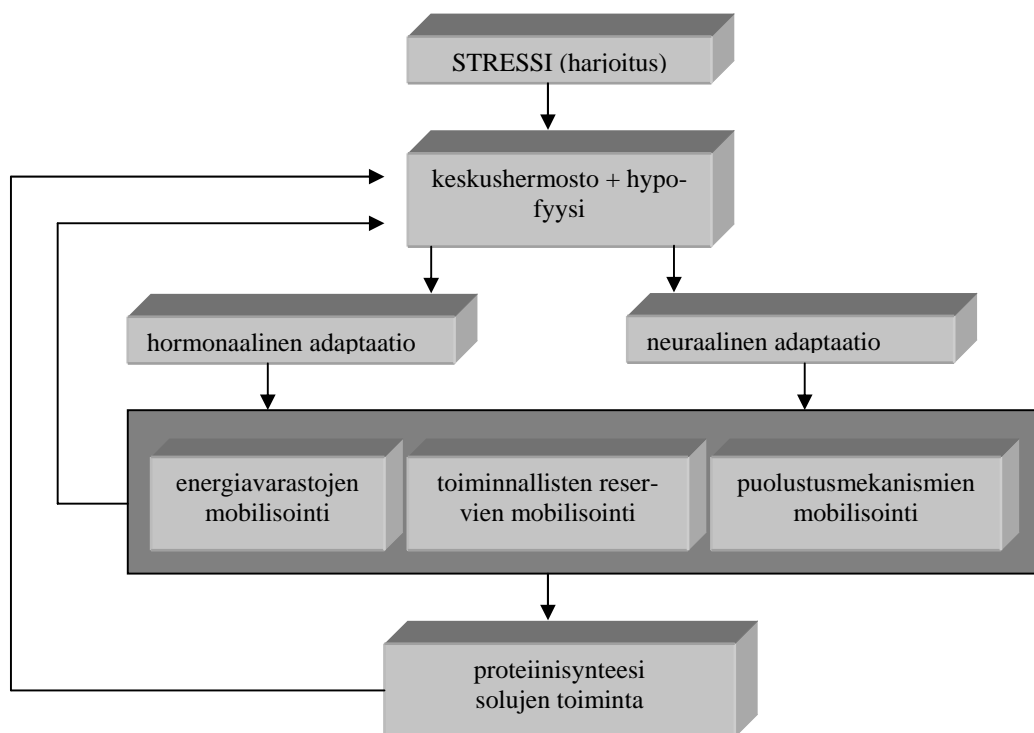 STRESSI (harjoitus)
keskushermosto + hypo-
fyysi
hormonaalinen adaptaatio
neuraalinen adaptaatio
energiavarastojen
mobilisointi
toiminnallisten reser-
vien mobilisointi
puolustusmekanismien
mobilisointi
proteiinisynteesi
solujen toiminta